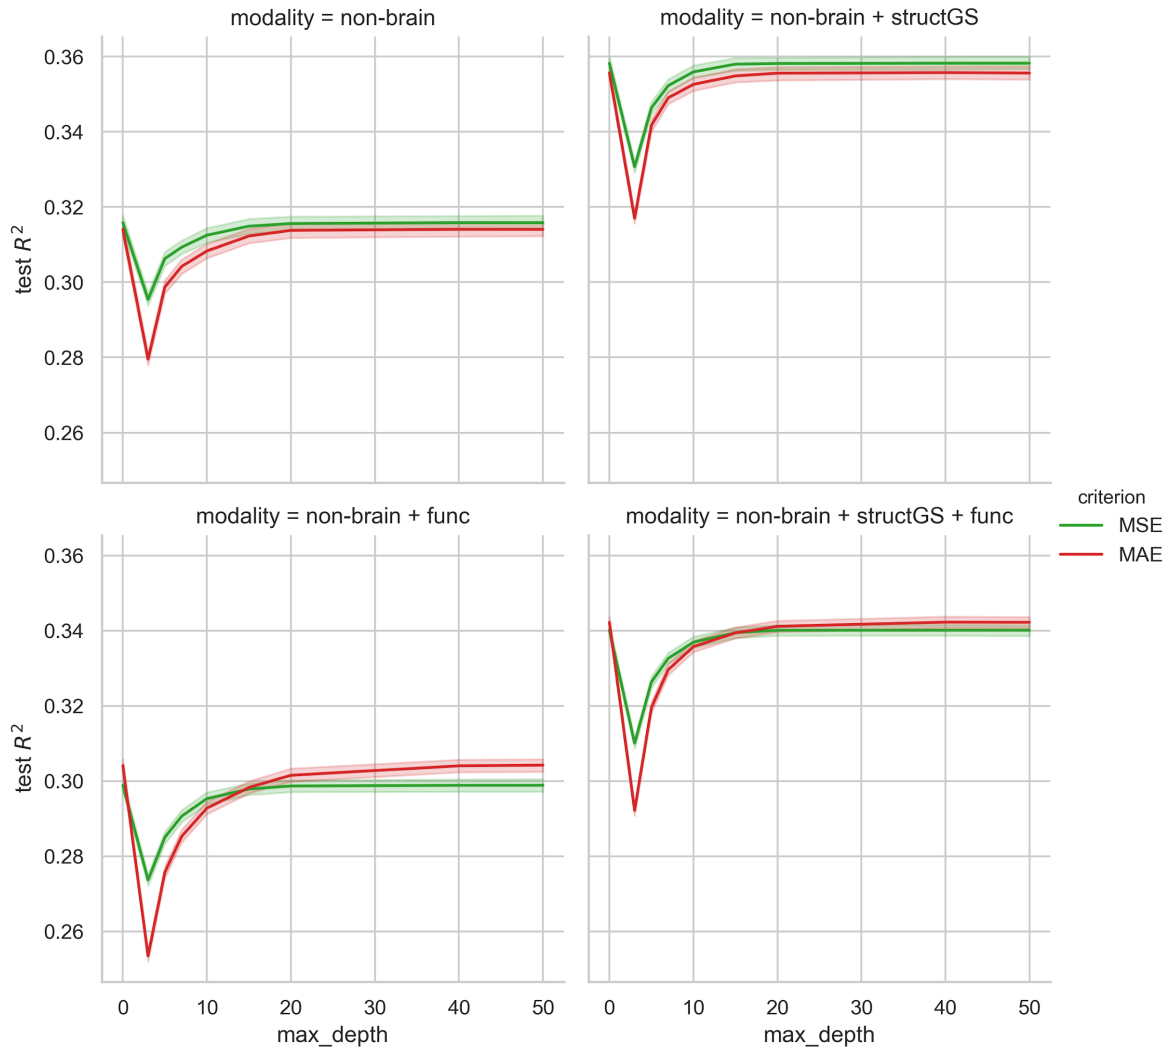 modality = non-brain
modality = non-brain + structGS
0.36
0.34
0.32
0.30
0.28
0.26
test R²
modality = non-brain + func
modality = non-brain + structGS + func
criterion
MSE
MAE
0.36
0.34
0.32
0.30
0.28
0.26
test R²
0 10 20 30 40 50
0 10 20 30 40 50
max_depth
max_depth